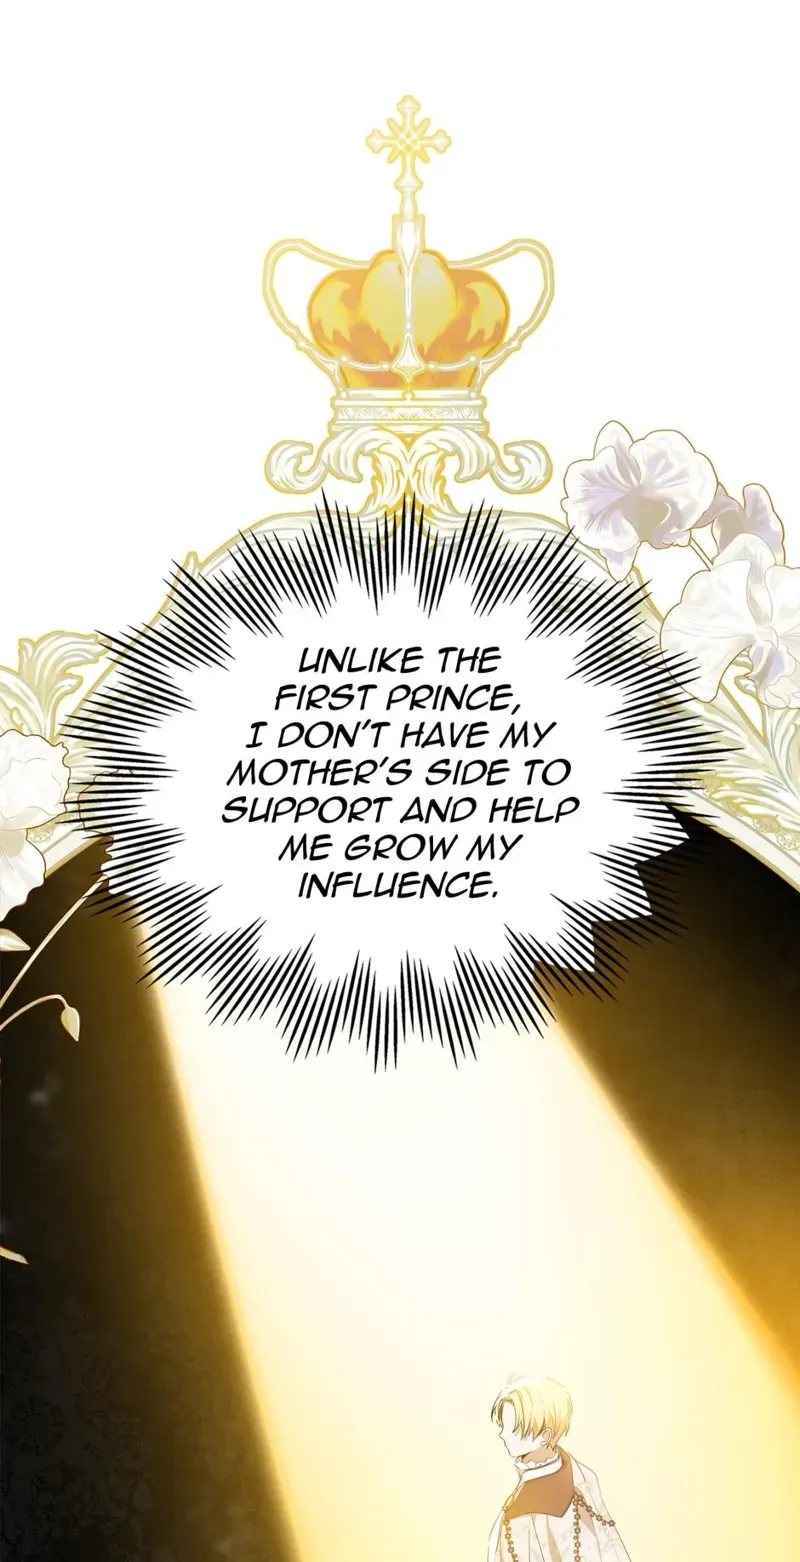 UNLIKE THE
FIRST PRINCE,
I DON'T HAVE MY
MOTHER'S SIDE TO
SUPPORT AND HELP
ME GROW MY
INFLUENCE.